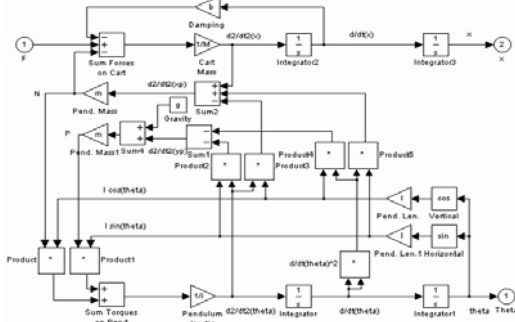 b
Damping
1
F
Sum Forces
on Cart
1/M
Cart
Mass
d2/dt2(x)
1
s
Integrator2
d/dt(x)
1
s
Integrator3
x
2
x
N
m
Pend. Mass
d2/dt2(xp)
Sum2
g
Gravity
P
m
Pend. Mass1
Sum4
d2/dt2(yp)
Sum1
Product2
Product3
Product4
Product5
l cos(theta)
l
Pend. Len.
cos
Vertical
l sin(theta)
l
Pend. Len.1
sin
Horizontal
Product
Product1
d/dt(theta)^2
Sum Torques
1/I
Pendulum
d2/dt2(theta)
1
s
Integrator
d/dt(theta)
1
s
Integrator1
theta
1
Theta